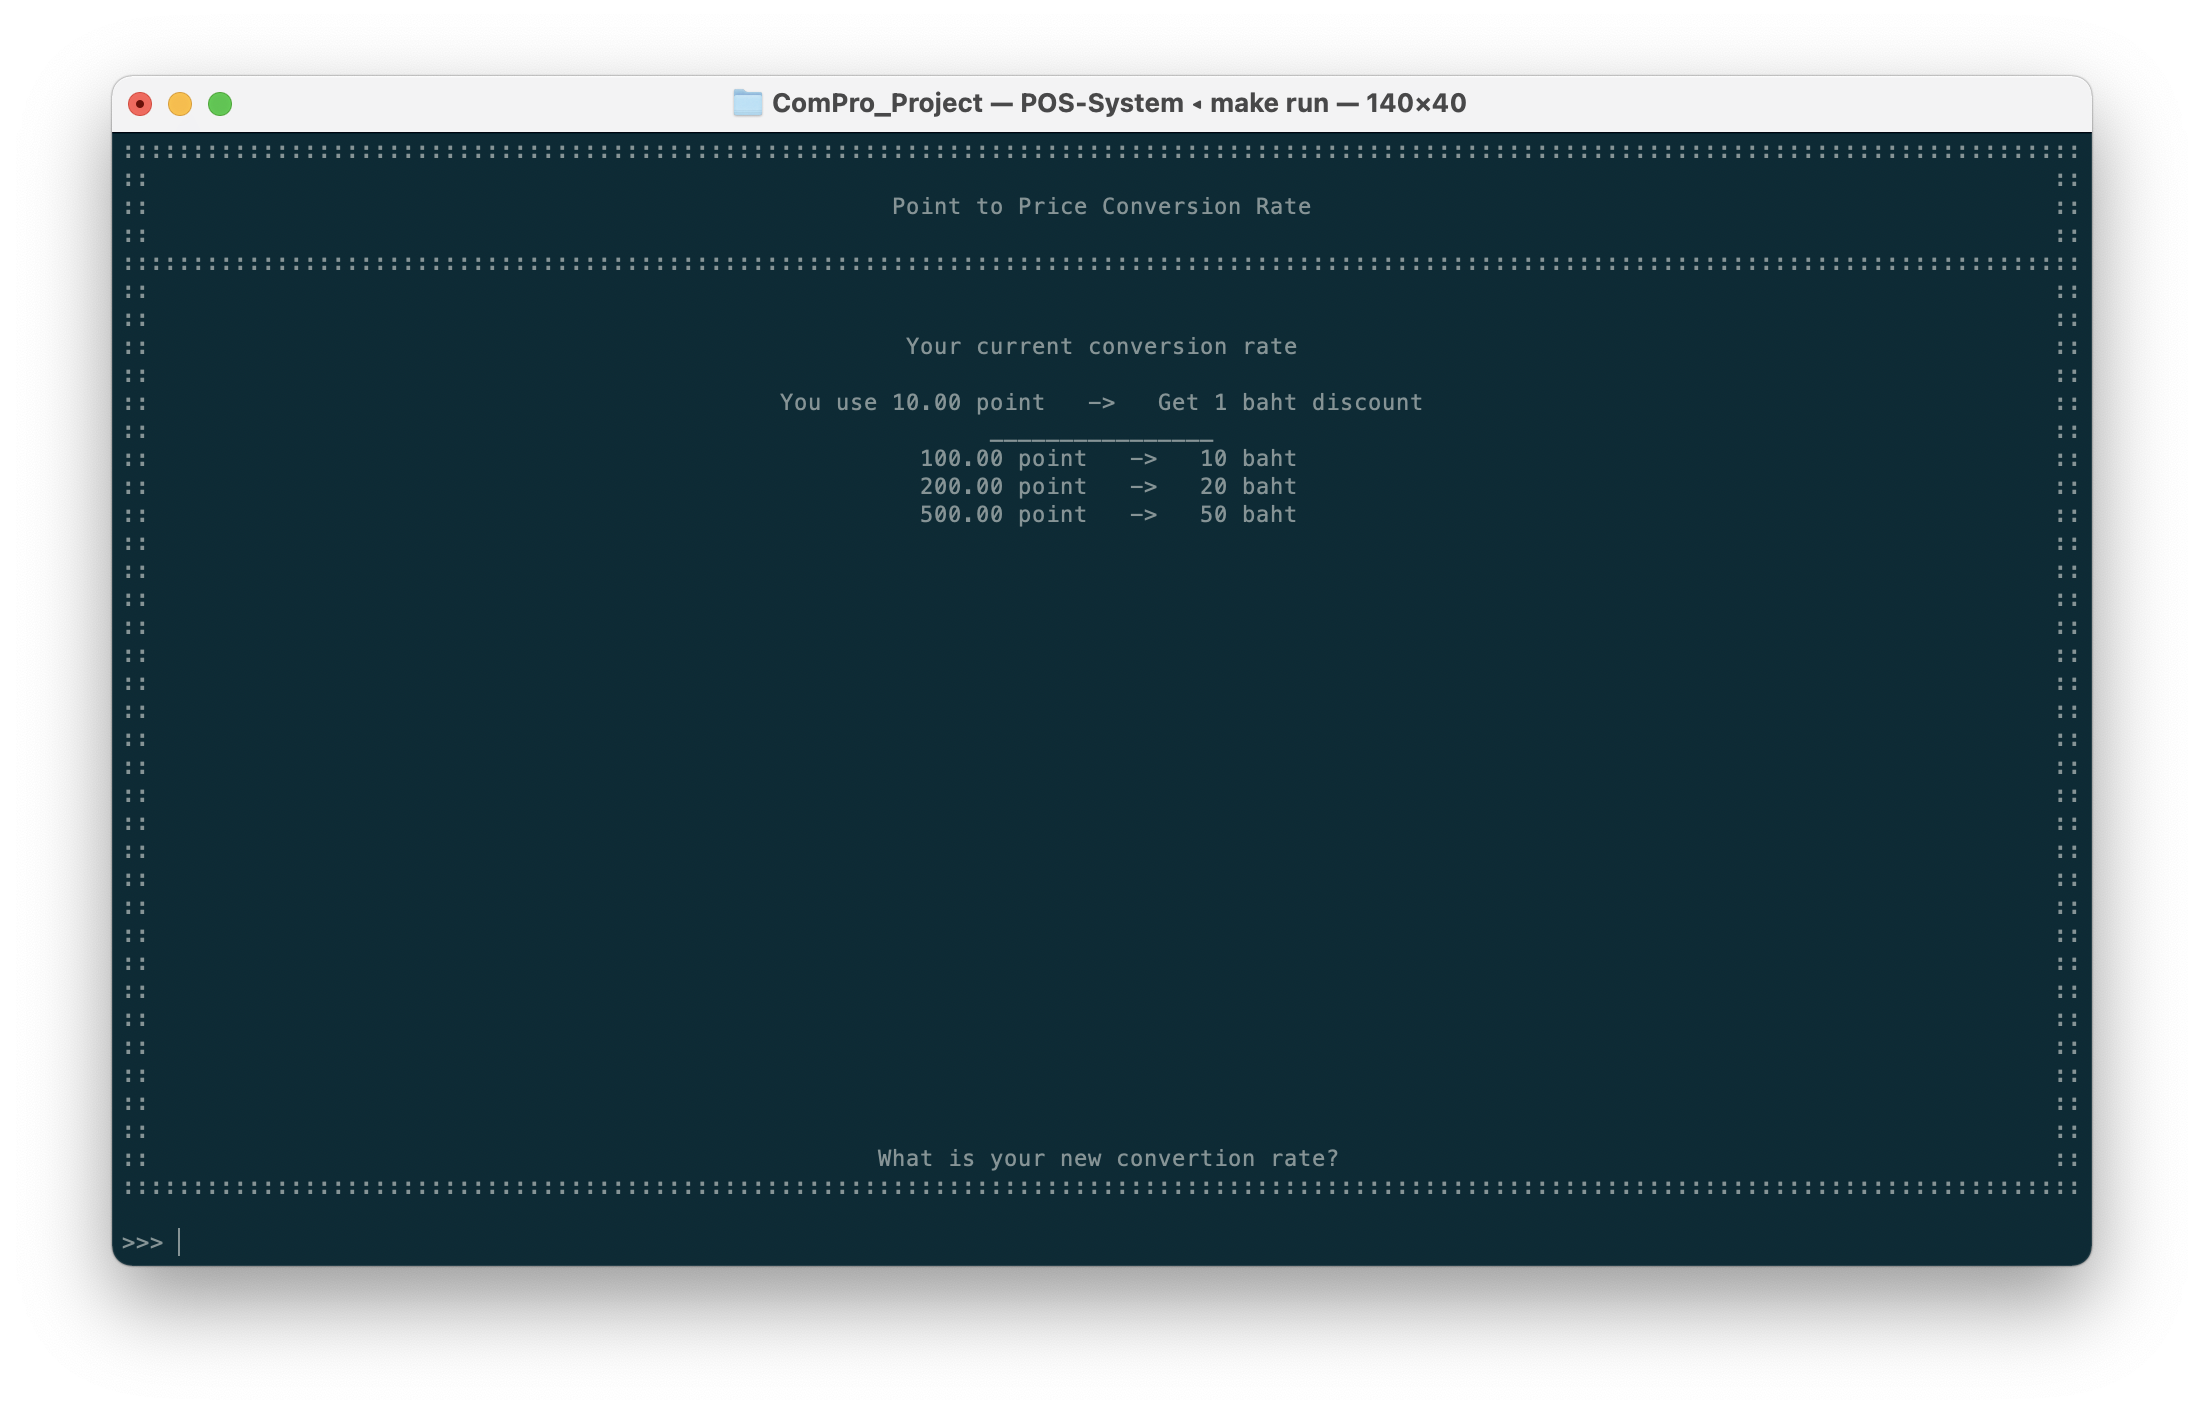 ComPro_Project — POS-System ◂ make run — 140×40
::::::::::::::::::::::::::::::::::::::::::::::::::::::::::::::::::::::::::::::::::::::::::::::::::::::::::::::::::::::::::::::::::::::::::::
Point to Price Conversion Rate
::::::::::::::::::::::::::::::::::::::::::::::::::::::::::::::::::::::::::::::::::::::::::::::::::::::::::::::::::::::::::::::::::::::::::::
Your current conversion rate
You use 10.00 point   ->   Get 1 baht discount
________________
100.00 point   ->   10 baht
200.00 point   ->   20 baht
500.00 point   ->   50 baht
What is your new convertion rate?
::::::::::::::::::::::::::::::::::::::::::::::::::::::::::::::::::::::::::::::::::::::::::::::::::::::::::::::::::::::::::::::::::::::::::::
>>>